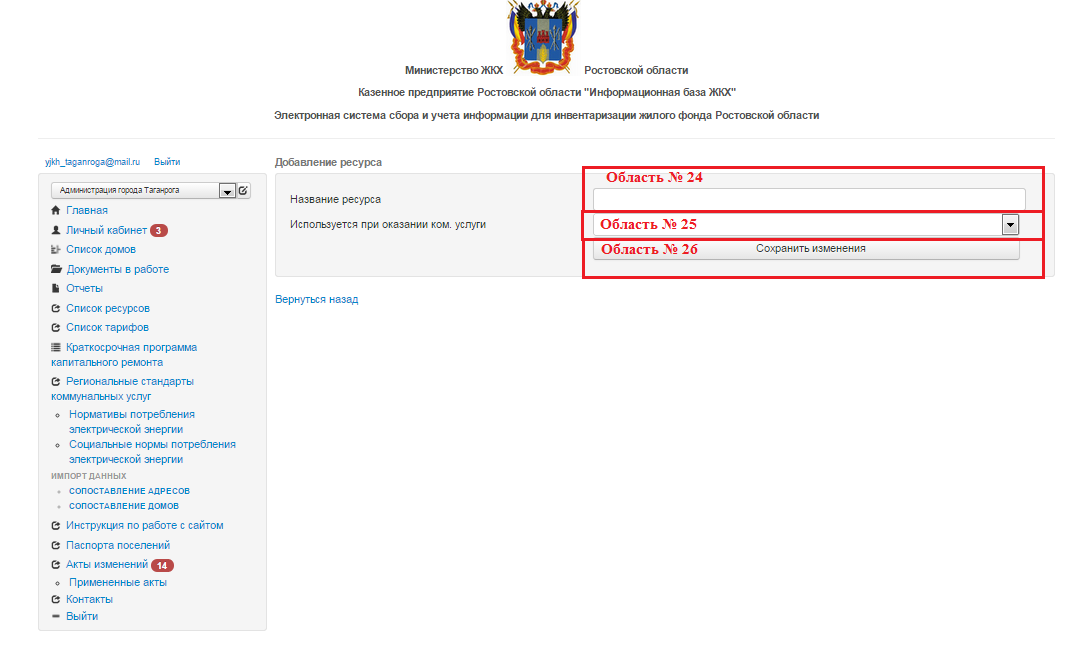 Министерство ЖКХ Ростовской области
Казенное предприятие Ростовской области "Информационная база ЖКХ"
Электронная система сбора и учета информации для инвентаризации жилого фонда Ростовской области
yjkh_taganroga@mail.ru Выйти
Администрация города Таганрога
Главная
Личный кабинет 3
Список домов
Документы в работе
Отчеты
Список ресурсов
Список тарифов
Краткосрочная программа
капитального ремонта
Региональные стандарты
коммунальных услуг
Нормативы потребления
электрической энергии
Социальные нормы потребления
электрической энергии
ИМПОРТ ДАННЫХ
СОПОСТАВЛЕНИЕ АДРЕСОВ
СОПОСТАВЛЕНИЕ ДОМОВ
Инструкция по работе с сайтом
Паспорта поселений
Акты изменений 14
Примененные акты
Контакты
Выйти
Добавление ресурса
Область № 24
Название ресурса
Используется при оказании ком. услуги Область № 25
Область № 26 Сохранить изменения
Вернуться назад